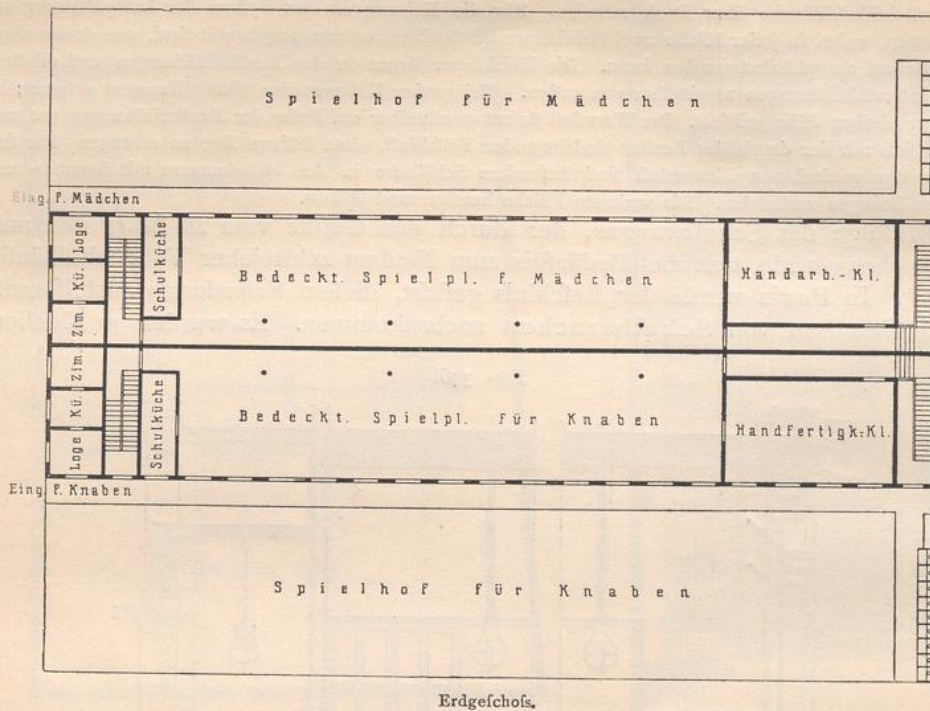 Spielhof für Mädchen
Eing. f. Mädchen
Loge
Kü.
Zim.
Schulküche
Bedeckt. Spielpl. f. Mädchen
Handarb.-Kl.
Zim.
Kü.
Loge
Schulküche
Bedeckt. Spielpl. für Knaben
Handfertigk.-Kl.
Eing. f. Knaben
Spielhof für Knaben
Erdgeſchoſs.